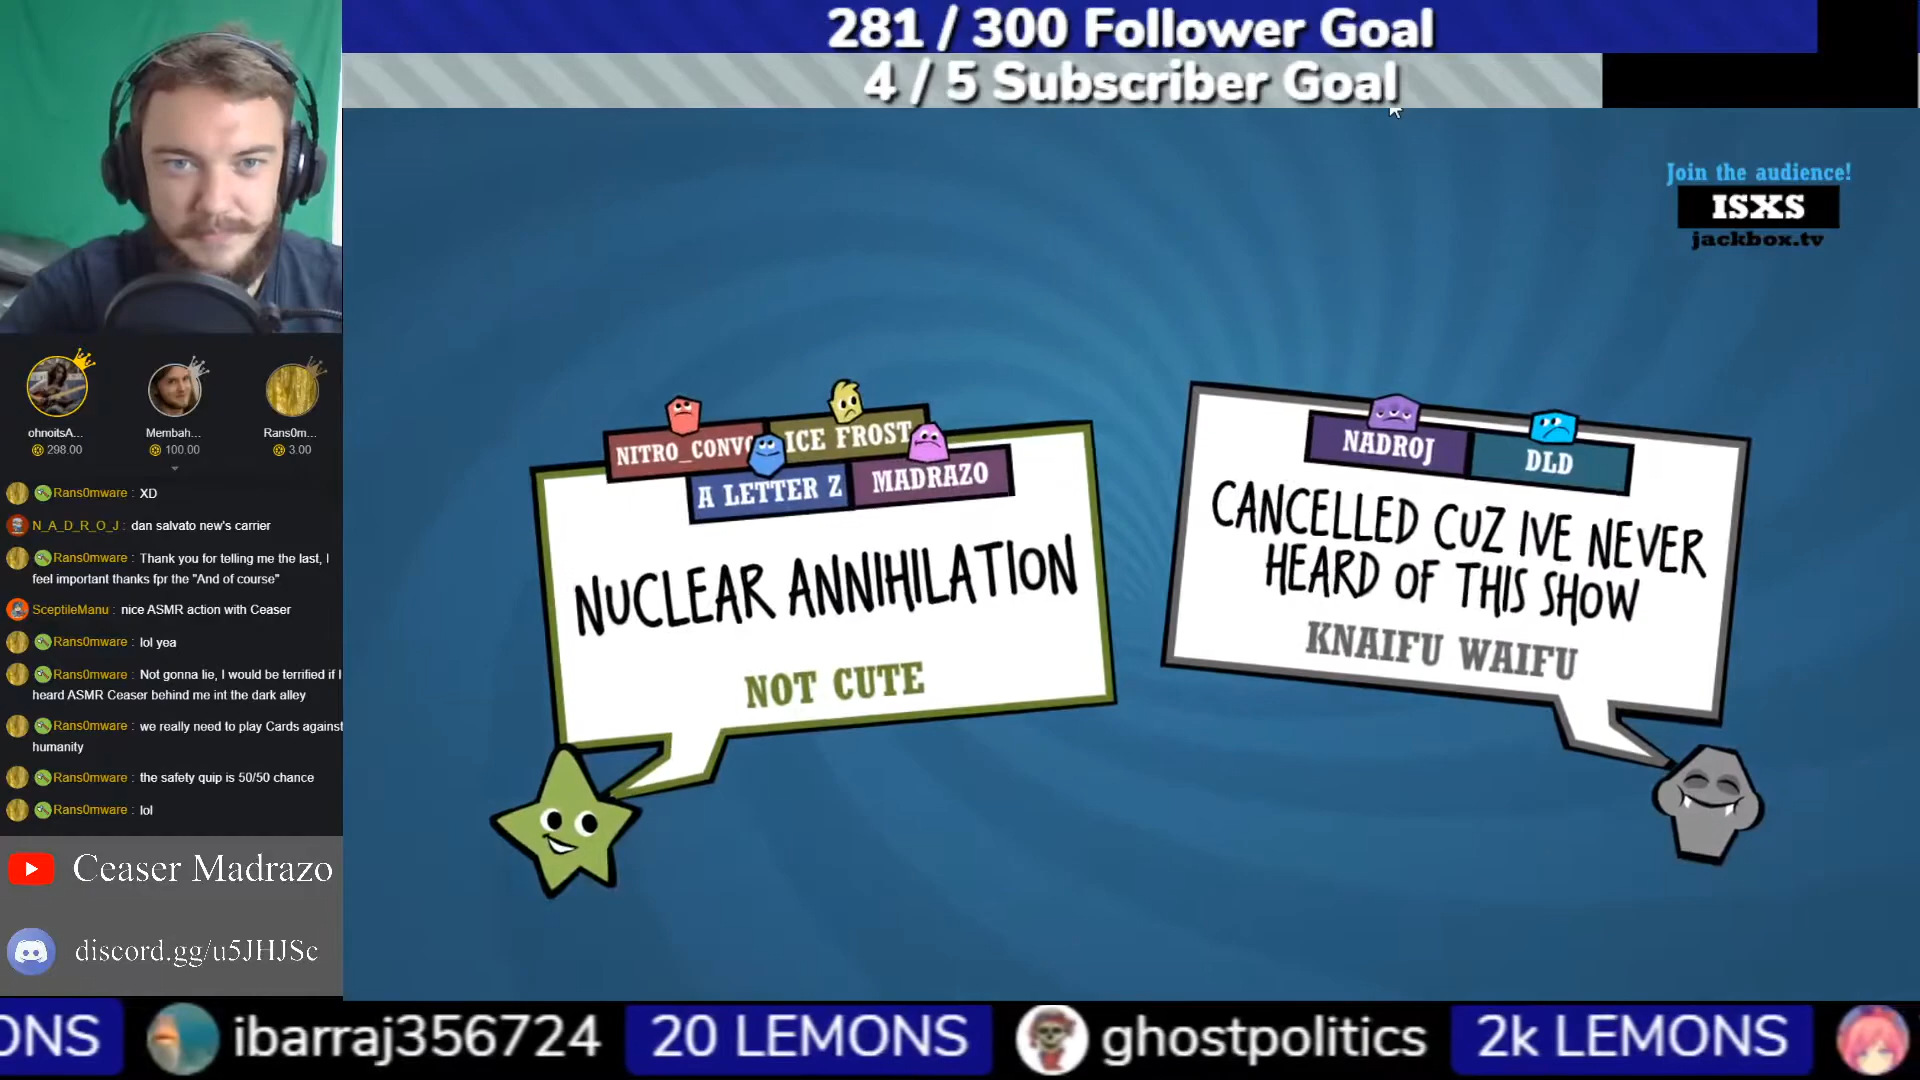 281 / 300 Follower Goal
4 / 5 Subscriber Goal
Join the audience!
ISXS
jackbox.tv
ohnoitsA...
Membah...
Rans0m...
298.00
100.00
3.00
Rans0mware : XD
N_A_D_R_O_J : dan salvato new's carrier
Rans0mware : Thank you for telling me the last, I
feel important thanks fpr the "And of course"
SceptileManu : nice ASMR action with Ceaser
Rans0mware : lol yea
Rans0mware : Not gonna lie, I would be terrified if I
heard ASMR Ceaser behind me int the dark alley
Rans0mware : we really need to play Cards against
humanity
Rans0mware : the safety quip is 50/50 chance
Rans0mware : lol
Ceaser Madrazo
discord.gg/u5JHJSc
NITRO_CONVO
ICE FROST
A LETTER Z
MADRAZO
NUCLEAR ANNIHILATION
NOT CUTE
NADROJ
DLD
CANCELLED CUZ IVE NEVER
HEARD OF THIS SHOW
KNAIFU WAIFU
ONS
ibarraj356724
20 LEMONS
ghostpolitics
2k LEMONS